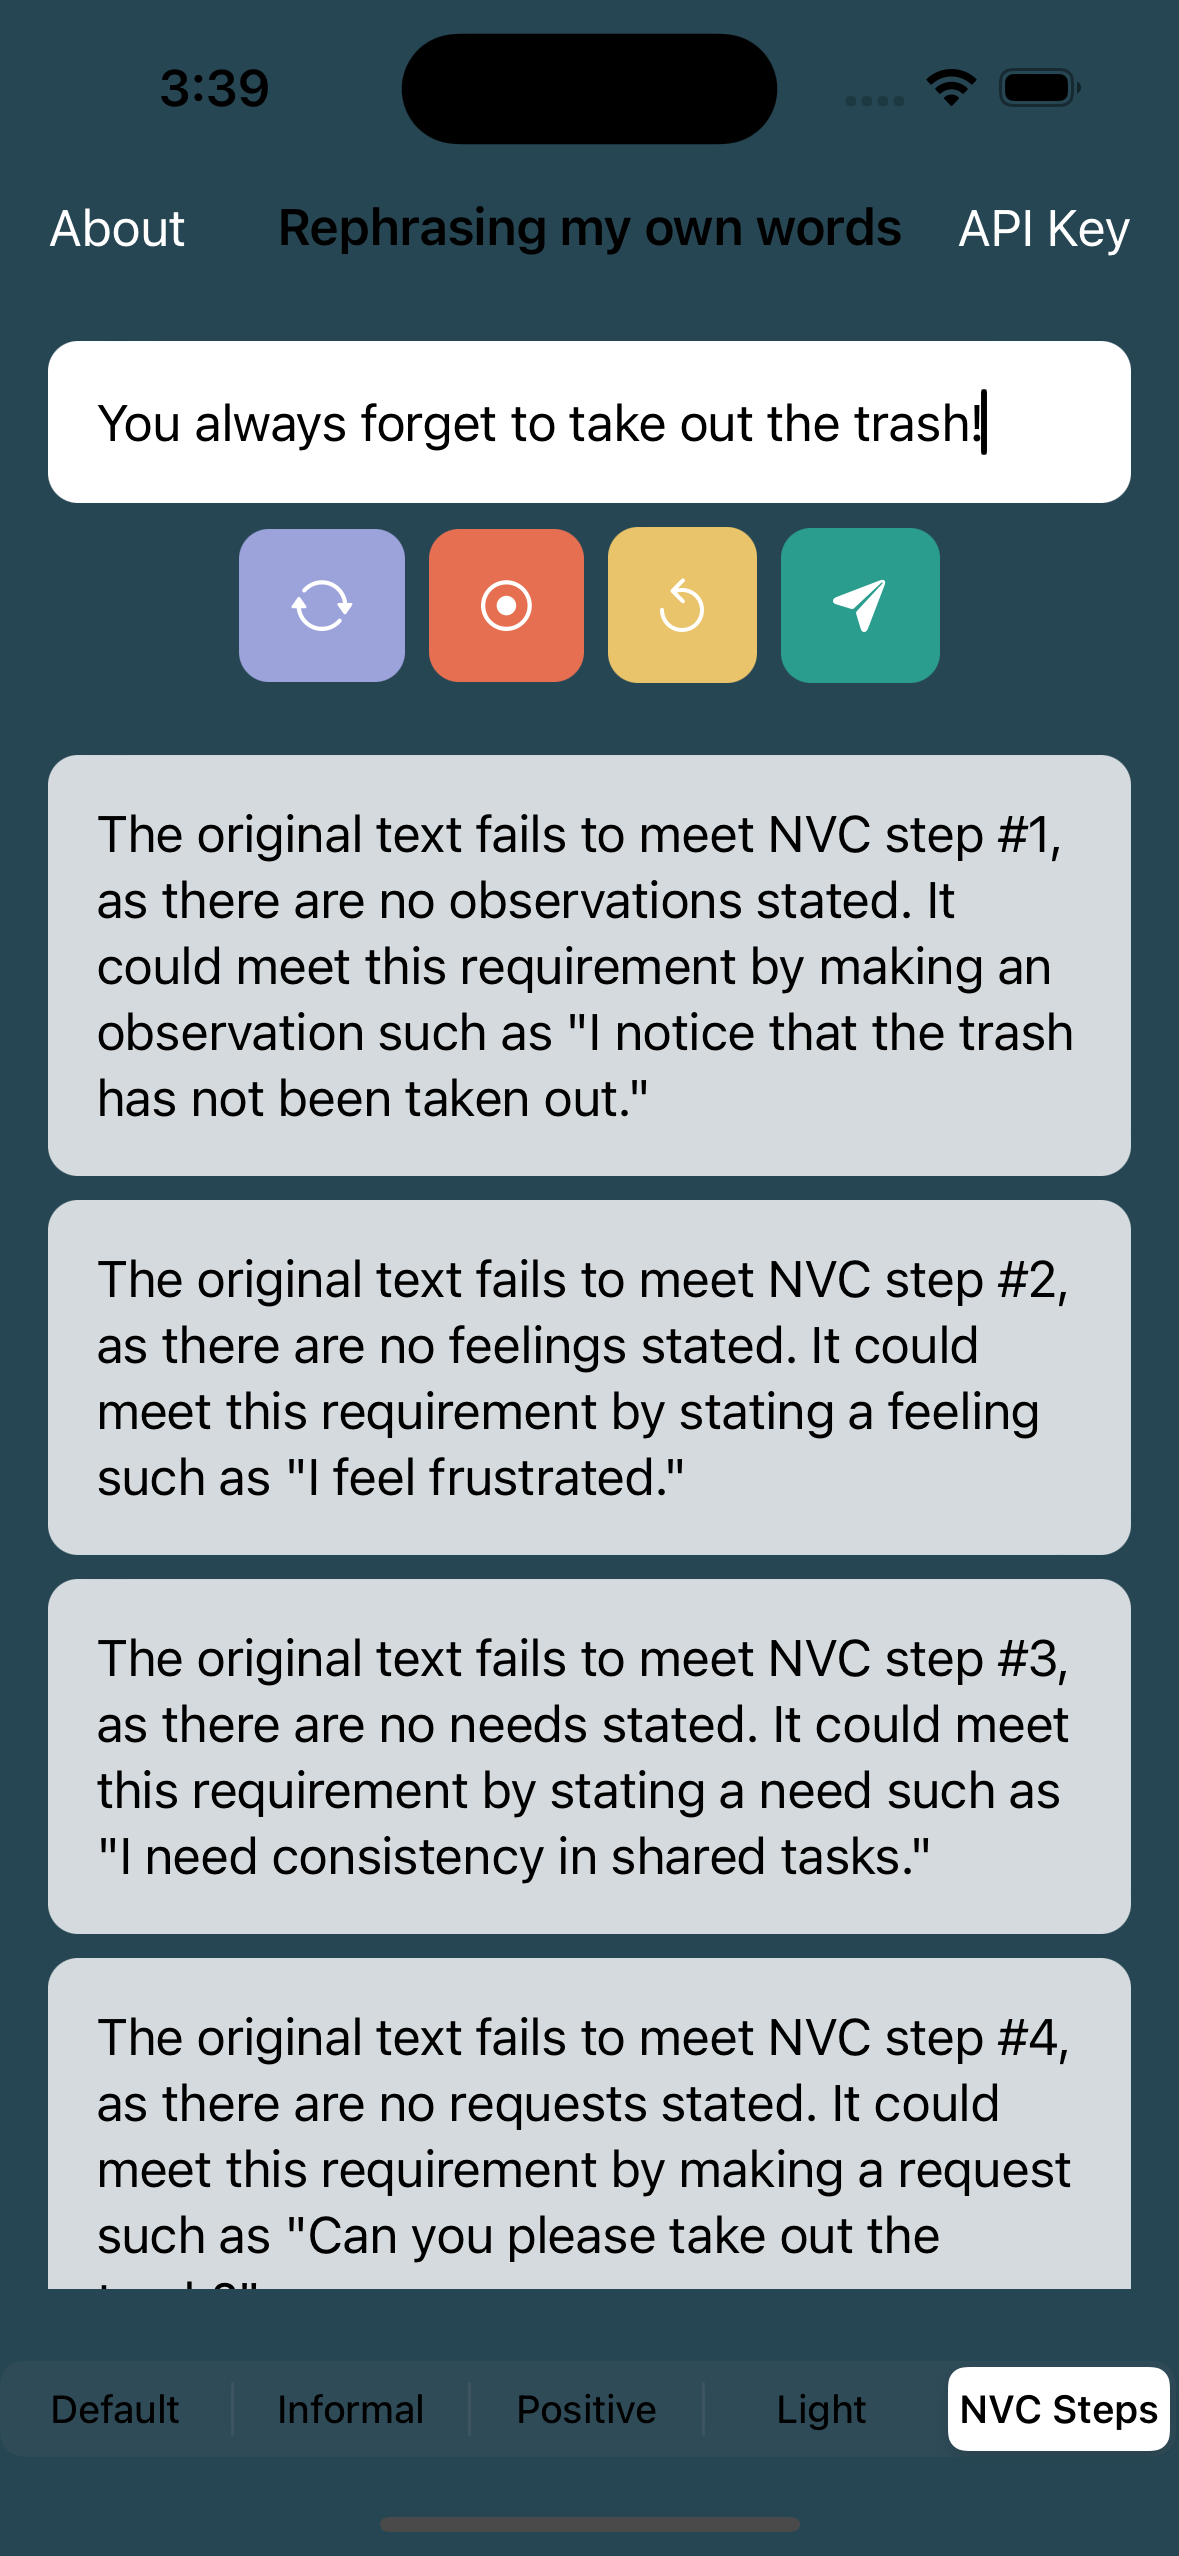 3:39
About
Rephrasing my own words
API Key
You always forget to take out the trash!
The original text fails to meet NVC step #1,
as there are no observations stated. It
could meet this requirement by making an
observation such as "I notice that the trash
has not been taken out."
The original text fails to meet NVC step #2,
as there are no feelings stated. It could
meet this requirement by stating a feeling
such as "I feel frustrated."
The original text fails to meet NVC step #3,
as there are no needs stated. It could meet
this requirement by stating a need such as
"I need consistency in shared tasks."
The original text fails to meet NVC step #4,
as there are no requests stated. It could
meet this requirement by making a request
such as "Can you please take out the
Default
Informal
Positive
Light
NVC Steps